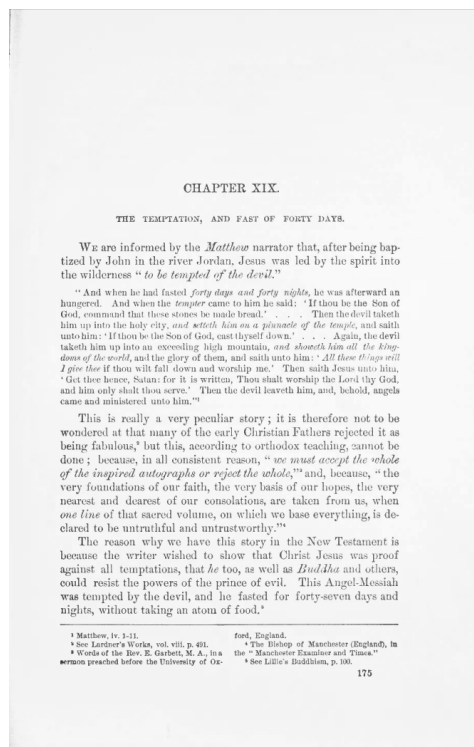 CHAPTER XIX.
THE TEMPTATION, AND FAST OF FORTY DAYS.
WE are informed by the Matthew narrator that, after being bap-
tized by John in the river Jordan, Jesus was led by the spirit into
the wilderness "to be tempted of the devil."
"And when he had fasted forty days and forty nights, he was afterward an
hungered. And when the tempter came to him he said: 'If thou be the Son of
God, command that these stones be made bread.' . . . Then the devil taketh
him up into the holy city, and setteth him on a pinnacle of the temple, and saith
unto him: 'If thou be the Son of God, cast thyself down.' . . . Again, the devil
taketh him up into an exceeding high mountain, and showeth him all the king-
doms of the world, and the glory of them, and saith unto him: 'All these things will
I give thee if thou wilt fall down and worship me.' Then saith Jesus unto him,
'Get thee hence, Satan: for it is written, Thou shalt worship the Lord thy God,
and him only shalt thou serve.' Then the devil leaveth him, and, behold, angels
came and ministered unto him."¹
This is really a very peculiar story; it is therefore not to be
wondered at that many of the early Christian Fathers rejected it as
being fabulous,² but this, according to orthodox teaching, cannot be
done; because, in all consistent reason, "we must accept the whole
of the inspired autographs or reject the whole,"³ and, because, "the
very foundations of our faith, the very basis of our hopes, the very
nearest and dearest of our consolations, are taken from us, when
one line of that sacred volume, on which we base everything, is de-
clared to be untruthful and untrustworthy."⁴
The reason why we have this story in the New Testament is
because the writer wished to show that Christ Jesus was proof
against all temptations, that he too, as well as Buddha and others,
could resist the powers of the prince of evil. This Angel-Messiah
was tempted by the devil, and he fasted for forty-seven days and
nights, without taking an atom of food.⁵
¹ Matthew, iv. 1-11.
² See Lardner's Works, vol. viii. p. 491.
³ Words of the Rev. E. Garbett, M. A., in a
sermon preached before the University of Ox-
ford, England.
⁴ The Bishop of Manchester (England), in
the "Manchester Examiner and Times."
⁵ See Lillie's Buddhism, p. 100.
175